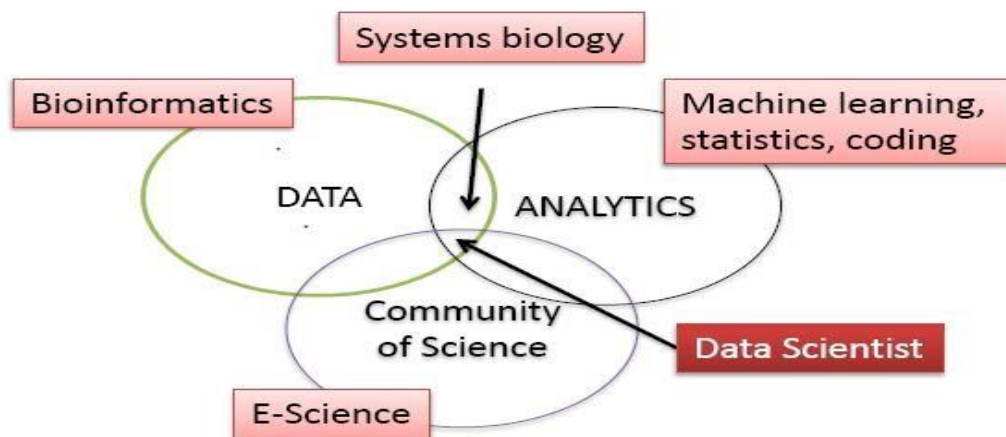 Systems biology
Bioinformatics
Machine learning,
statistics, coding
DATA
ANALYTICS
Community
of Science
Data Scientist
E-Science